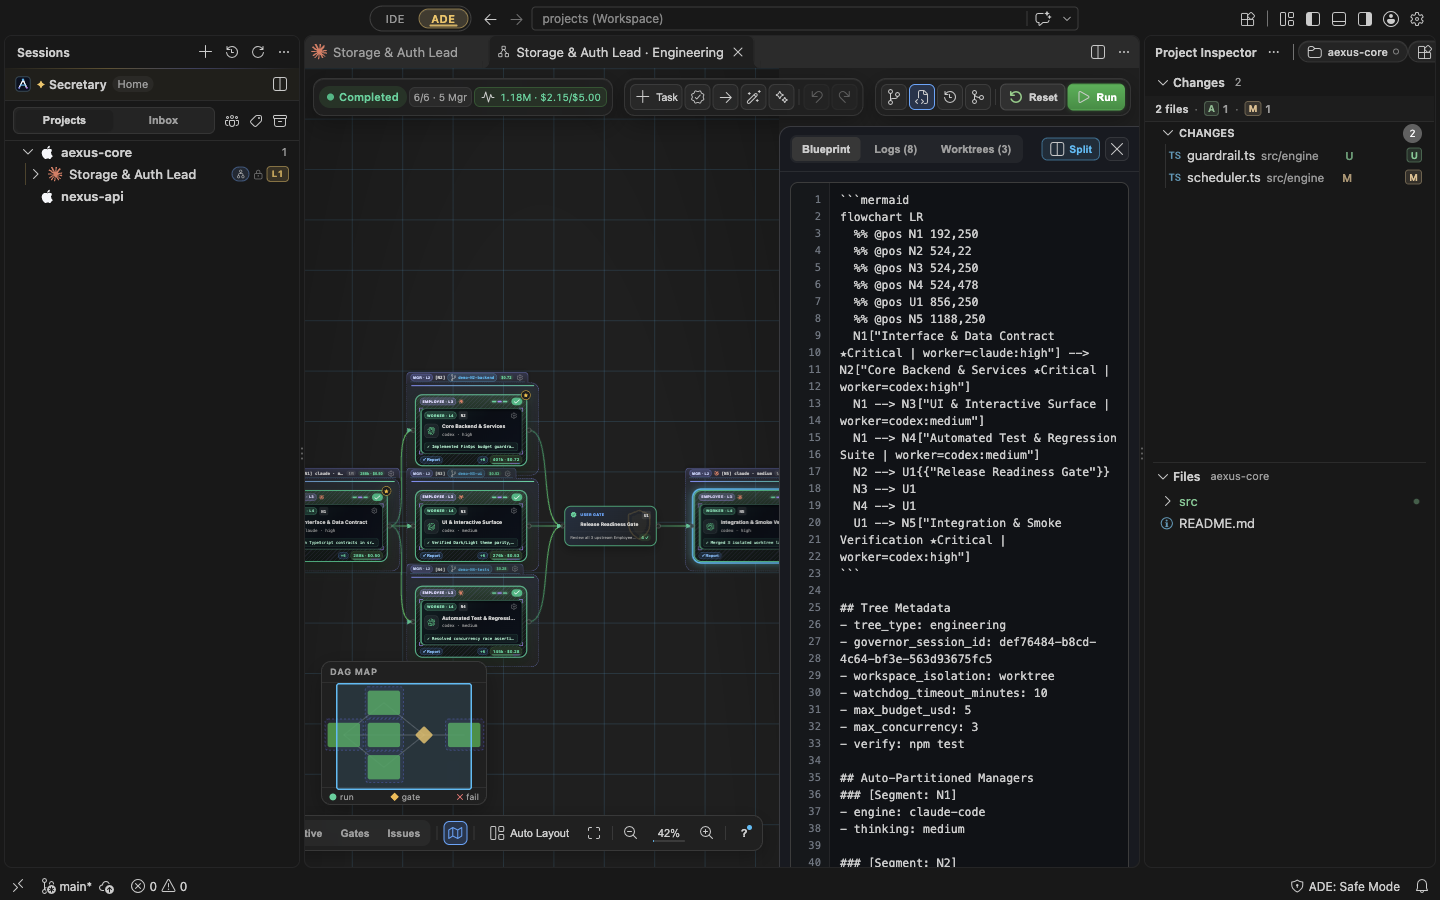 IDE
ADE
projects (Workspace)
Sessions
Secretary
Home
Projects
Inbox
aexus-core
1
Storage & Auth Lead
L1
nexus-api
Storage & Auth Lead
Storage & Auth Lead · Engineering
Completed
6/6 · 5 Mgr
1.18M · $2.15/$5.00
Task
Reset
Run
Core Backend & Services
codex · high
UI & Interactive Surface
codex · medium
Automated Test & Regressi...
codex · medium
USER GATE
Release Readiness Gate
DAG MAP
run
gate
fail
tive
Gates
Issues
Auto Layout
42%
?
Blueprint
Logs (8)
Worktrees (3)
Split
1 ```mermaid
2 flowchart LR
3 %% @pos N1 192,250
4 %% @pos N2 524,22
5 %% @pos N3 524,250
6 %% @pos N4 524,478
7 %% @pos U1 856,250
8 %% @pos N5 1188,250
9 N1["Interface & Data Contract
10 ★Critical | worker=claude:high"] -->
11 N2["Core Backend & Services ★Critical |
12 worker=codex:high"]
13 N1 --> N3["UI & Interactive Surface |
14 worker=codex:medium"]
15 N1 --> N4["Automated Test & Regression
16 Suite | worker=codex:medium"]
17 N2 --> U1{{"Release Readiness Gate"}}
18 N3 --> U1
19 N4 --> U1
20 U1 --> N5["Integration & Smoke
21 Verification ★Critical |
22 worker=codex:high"]
23 ```
24
25 ## Tree Metadata
26 - tree_type: engineering
27 - governor_session_id: def76484-b8cd-
28 4c64-bf3e-563d93675fc5
29 - workspace_isolation: worktree
30 - watchdog_timeout_minutes: 10
31 - max_budget_usd: 5
32 - max_concurrency: 3
33 - verify: npm test
34
35 ## Auto-Partitioned Managers
36 ### [Segment: N1]
37 - engine: claude-code
38 - thinking: medium
39
40 ### [Segment: N2]
Project Inspector
aexus-core
Changes 2
2 files · A 1 · M 1
CHANGES
2
TS guardrail.ts src/engine U U
TS scheduler.ts src/engine M M
Files aexus-core
src
README.md
main*
0
0
ADE: Safe Mode